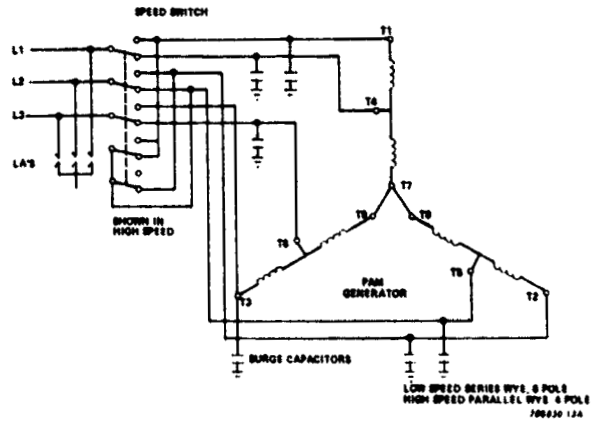 SPEED SWITCH
T1
L1
L2
T4
L3
LA'S
T7
SHOWN IN
HIGH SPEED
T9
T6
T5
PAM
GENERATOR
T3
T2
SURGE CAPACITORS
LOW SPEED SERIES WYE, 6 POLE
HIGH SPEED PARALLEL WYE 4 POLE